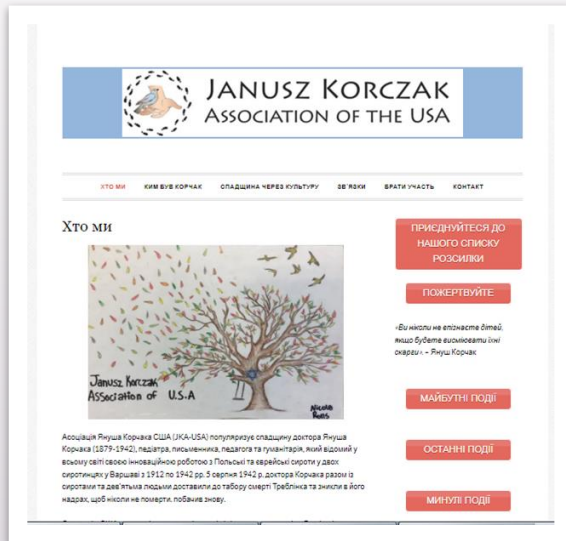 JANUSZ KORCZAK
ASSOCIATION OF THE USA
ХТО МИ КИМ БУВ КОРЧАК СПАДЩИНА ЧЕРЕЗ КУЛЬТУРУ ЗВ'ЯЗКИ БРАТИ УЧАСТЬ КОНТАКТ
Хто ми
Janusz Korczak
Association of U.S.A
Nicole
Асоціація Януша Корчака США (JKA-USA) популяризує спадщину доктора Януша
Корчака (1879-1942), педіатра, письменника, педагога та гуманітарія, який відомий у
всьому світі своєю інноваційною роботою з Польські та єврейські сироти у двох
сиротинцях у Варшаві з 1912 по 1942 рр. 5 серпня 1942 р. доктора Корчака разом із
сиротами та дев'ятьма людьми доставили до табору смерті Треблінка та зникли в його
надрах, щоб ніколи не померти. побачив знову.
ПРИЄДНУЙТЕСЯ ДО
НАШОГО СПИСКУ
РОЗСИЛКИ
ПОЖЕРТВУЙТЕ
«Ви ніколи не впізнаєте дітей,
якщо будете висміювати їхні
скарги». – Януш Корчак
МАЙБУТНІ ПОДІЇ
ОСТАННІ ПОДІЇ
МИНУЛІ ПОДІЇ